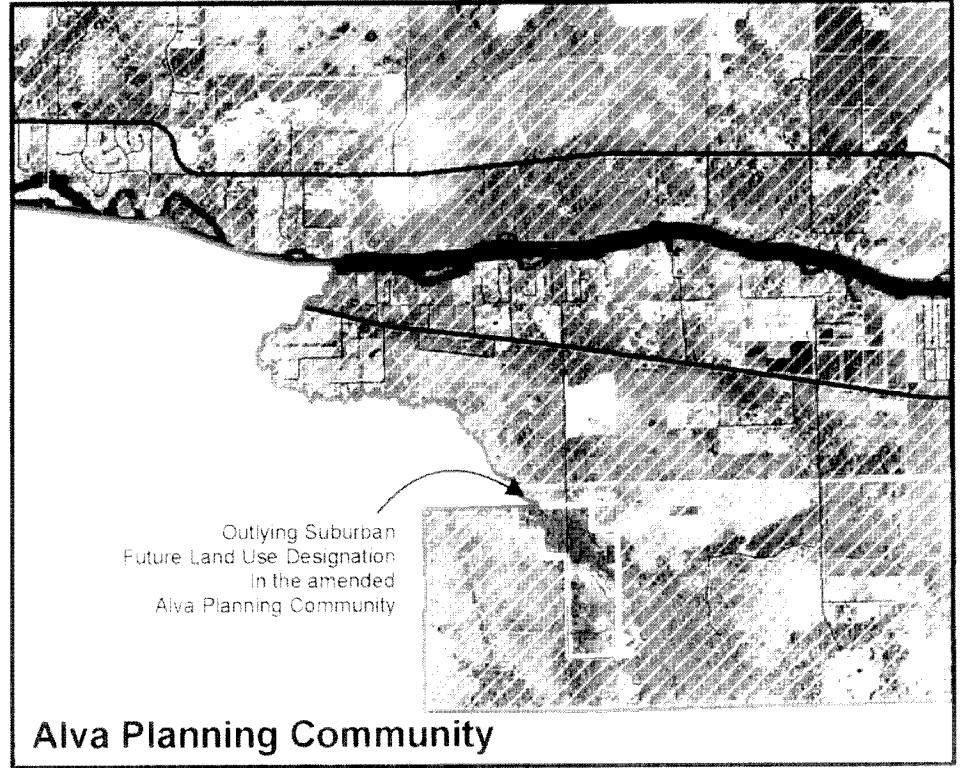 Outlying Suburban
Future Land Use Designation
in the amended
Alva Planning Community
Alva Planning Community